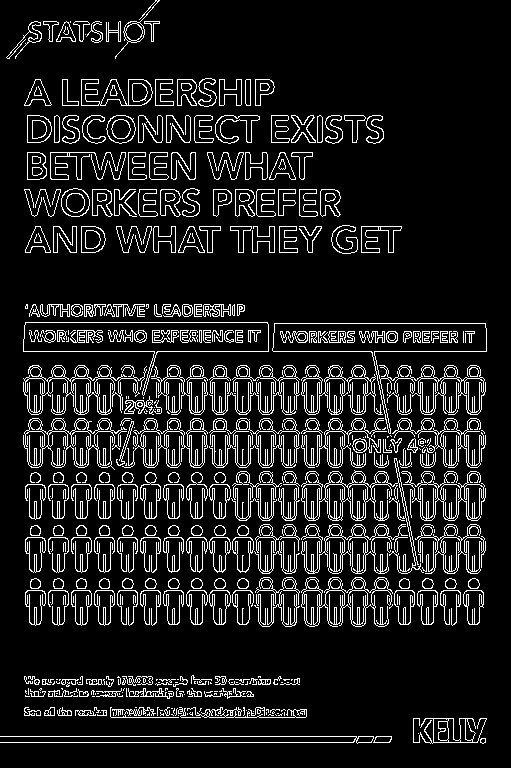 STATSHOT
A LEADERSHIP
DISCONNECT EXISTS
BETWEEN WHAT
WORKERS PREFER
AND WHAT THEY GET
'AUTHORITATIVE' LEADERSHIP
WORKERS WHO EXPERIENCE IT
WORKERS WHO PREFER IT
29%
ONLY 4%
We surveyed nearly 170,000 people from 30 countries about
their attitudes toward leadership in the workplace.
See all the results:
KELLY.